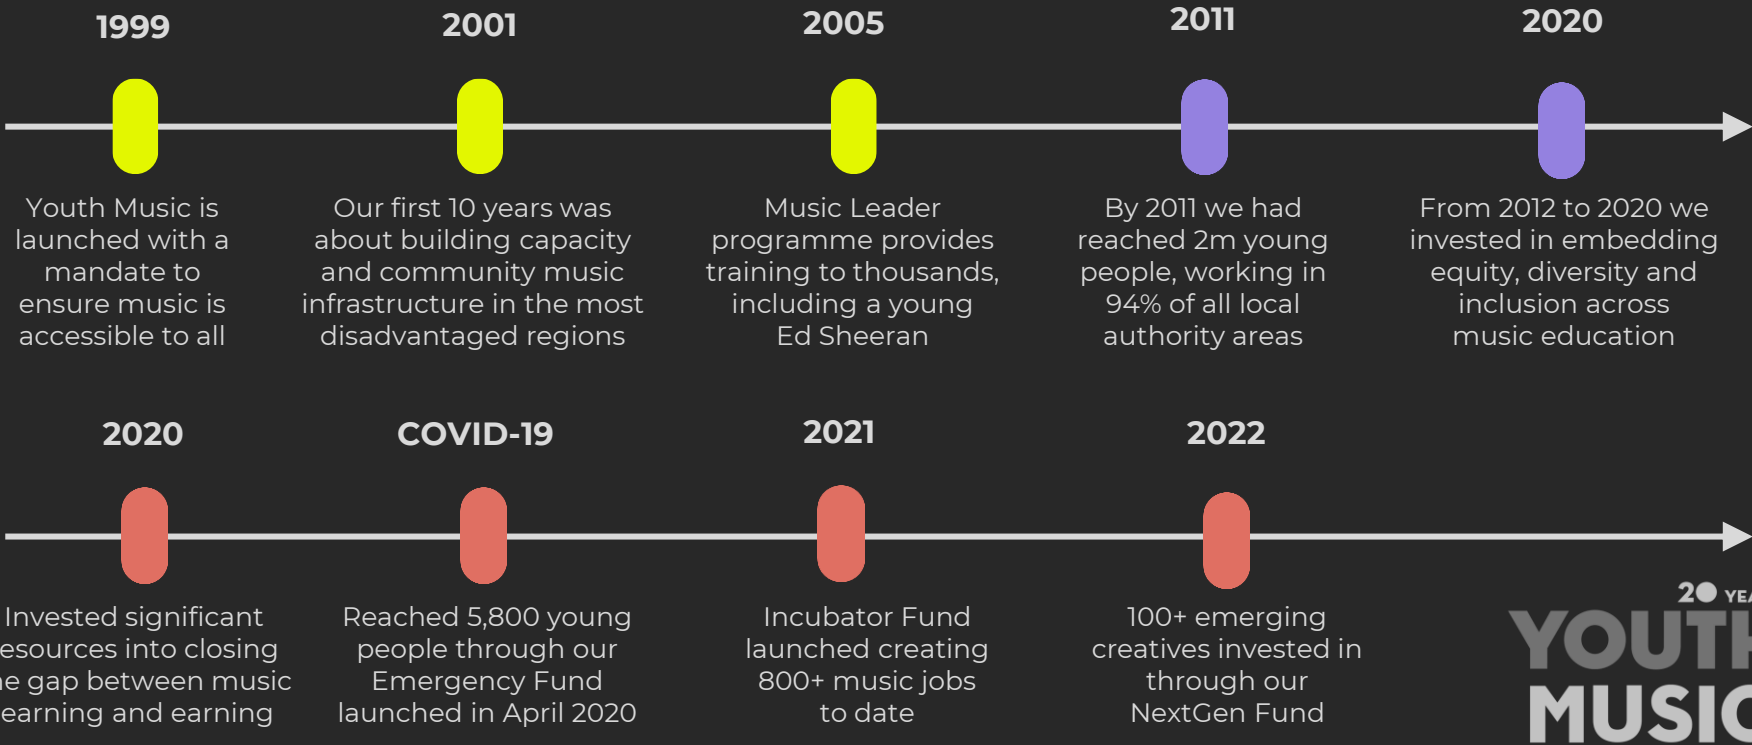 1999
Youth Music is
launched with a
mandate to
ensure music is
accessible to all
2001
Our first 10 years was
about building capacity
and community music
infrastructure in the most
disadvantaged regions
2005
Music Leader
programme provides
training to thousands,
including a young
Ed Sheeran
2011
By 2011 we had
reached 2m young
people, working in
94% of all local
authority areas
2020
From 2012 to 2020 we
invested in embedding
equity, diversity and
inclusion across
music education
2020
Invested significant
esources into closing
he gap between music
earning and earning
COVID-19
Reached 5,800 young
people through our
Emergency Fund
launched in April 2020
2021
Incubator Fund
launched creating
800+ music jobs
to date
2022
100+ emerging
creatives invested in
through our
NextGen Fund
20 YEA
YOUTH
MUSIC